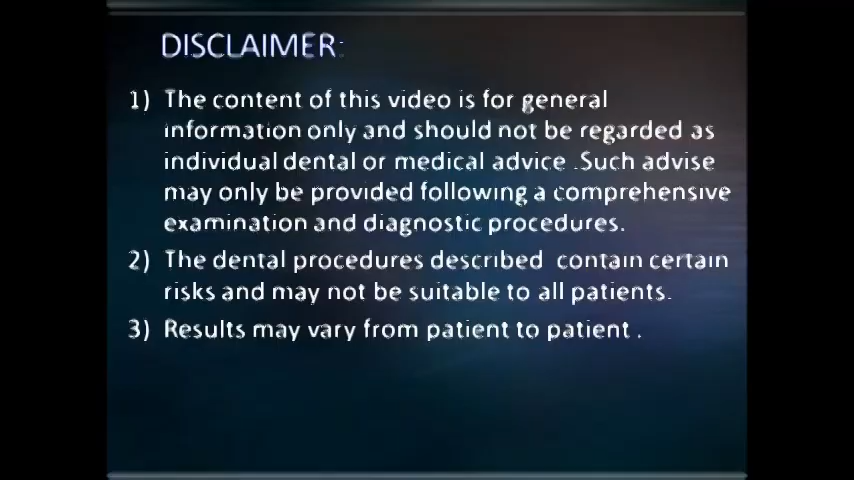 DISCLAIMER:
1) The content of this video is for general
information only and should not be regarded as
individual dental or medical advice .Such advise
may only be provided following a comprehensive
examination and diagnostic procedures.
2) The dental procedures described contain certain
risks and may not be suitable to all patients.
3) Results may vary from patient to patient .